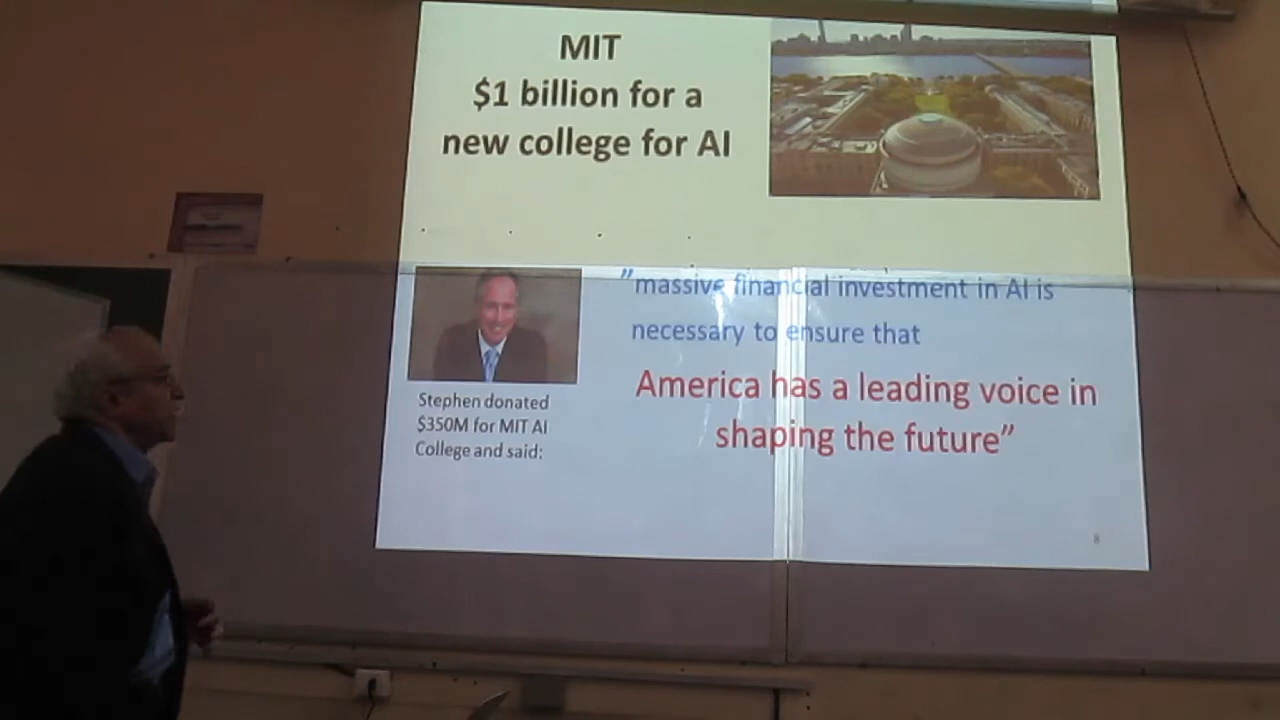 MIT
$1 billion for a
new college for AI
Stephen donated
$350M for MIT AI
College and said:
"massive financial investment in AI is
necessary to ensure that
America has a leading voice in
shaping the future”
8